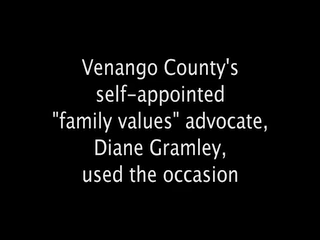 Venango County's
self-appointed
"family values" advocate,
Diane Gramley,
used the occasion